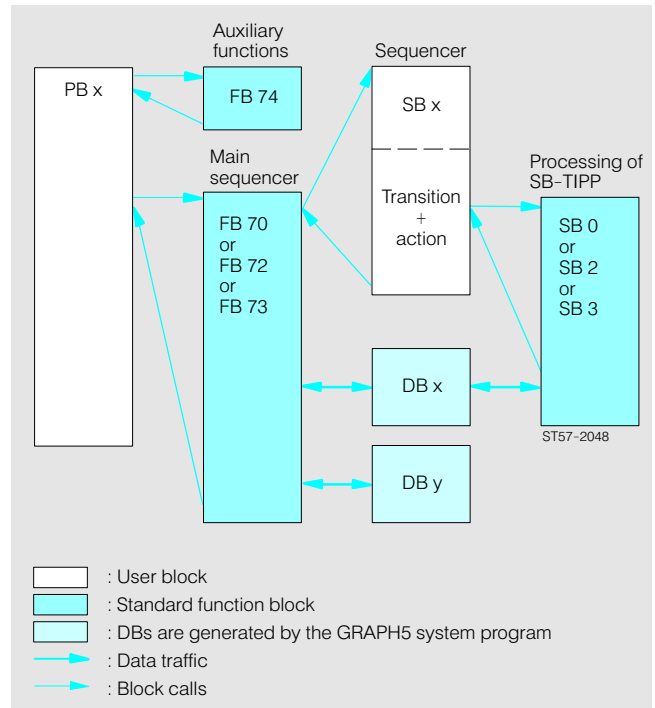 Auxiliary
functions
Sequencer
PB x
FB 74
SB x
Main
sequencer
Processing of
SB-TIPP
Transition
+
action
FB 70
or
FB 72
or
FB 73
SB 0
or
SB 2
or
SB 3
DB x
ST57-2048
DB y
: User block
: Standard function block
: DBs are generated by the GRAPH5 system program
: Data traffic
: Block calls